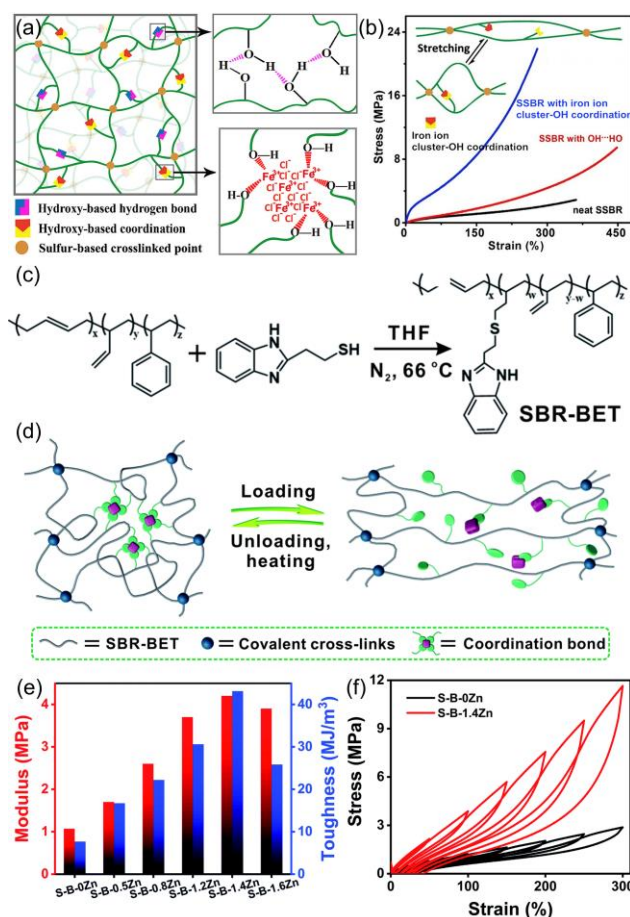 (a)
Hydroxy-based hydrogen bond
Hydroxy-based coordination
Sulfur-based crosslinked point
H
O
O
H
H
O
O
H
O—H
H
O
Cl⁻
Fe³⁺
Cl⁻
O—H
(b)
Stress (MPa)
24
16
8
0
0
150
300
450
Strain (%)
Stretching
Iron ion
cluster-OH coordination
SSBR with iron ion
cluster-OH coordination
SSBR with OH···HO
neat SSBR
(c)
x
y
z
+
H
N
N
SH
THF
N₂, 66 °C
x
w
y-w
z
S
N
NH
SBR-BET
(d)
Loading
Unloading,
heating
= SBR-BET
= Covalent cross-links
= Coordination bond
(e)
Modulus (MPa)
4
3
2
1
0
Toughness (MJ/m³)
40
30
20
10
0
S-B-0Zn
S-B-0.5Zn
S-B-0.8Zn
S-B-1.2Zn
S-B-1.4Zn
S-B-1.6Zn
(f)
S-B-0Zn
S-B-1.4Zn
Stress (MPa)
12
9
6
3
0
0
100
200
300
Strain (%)